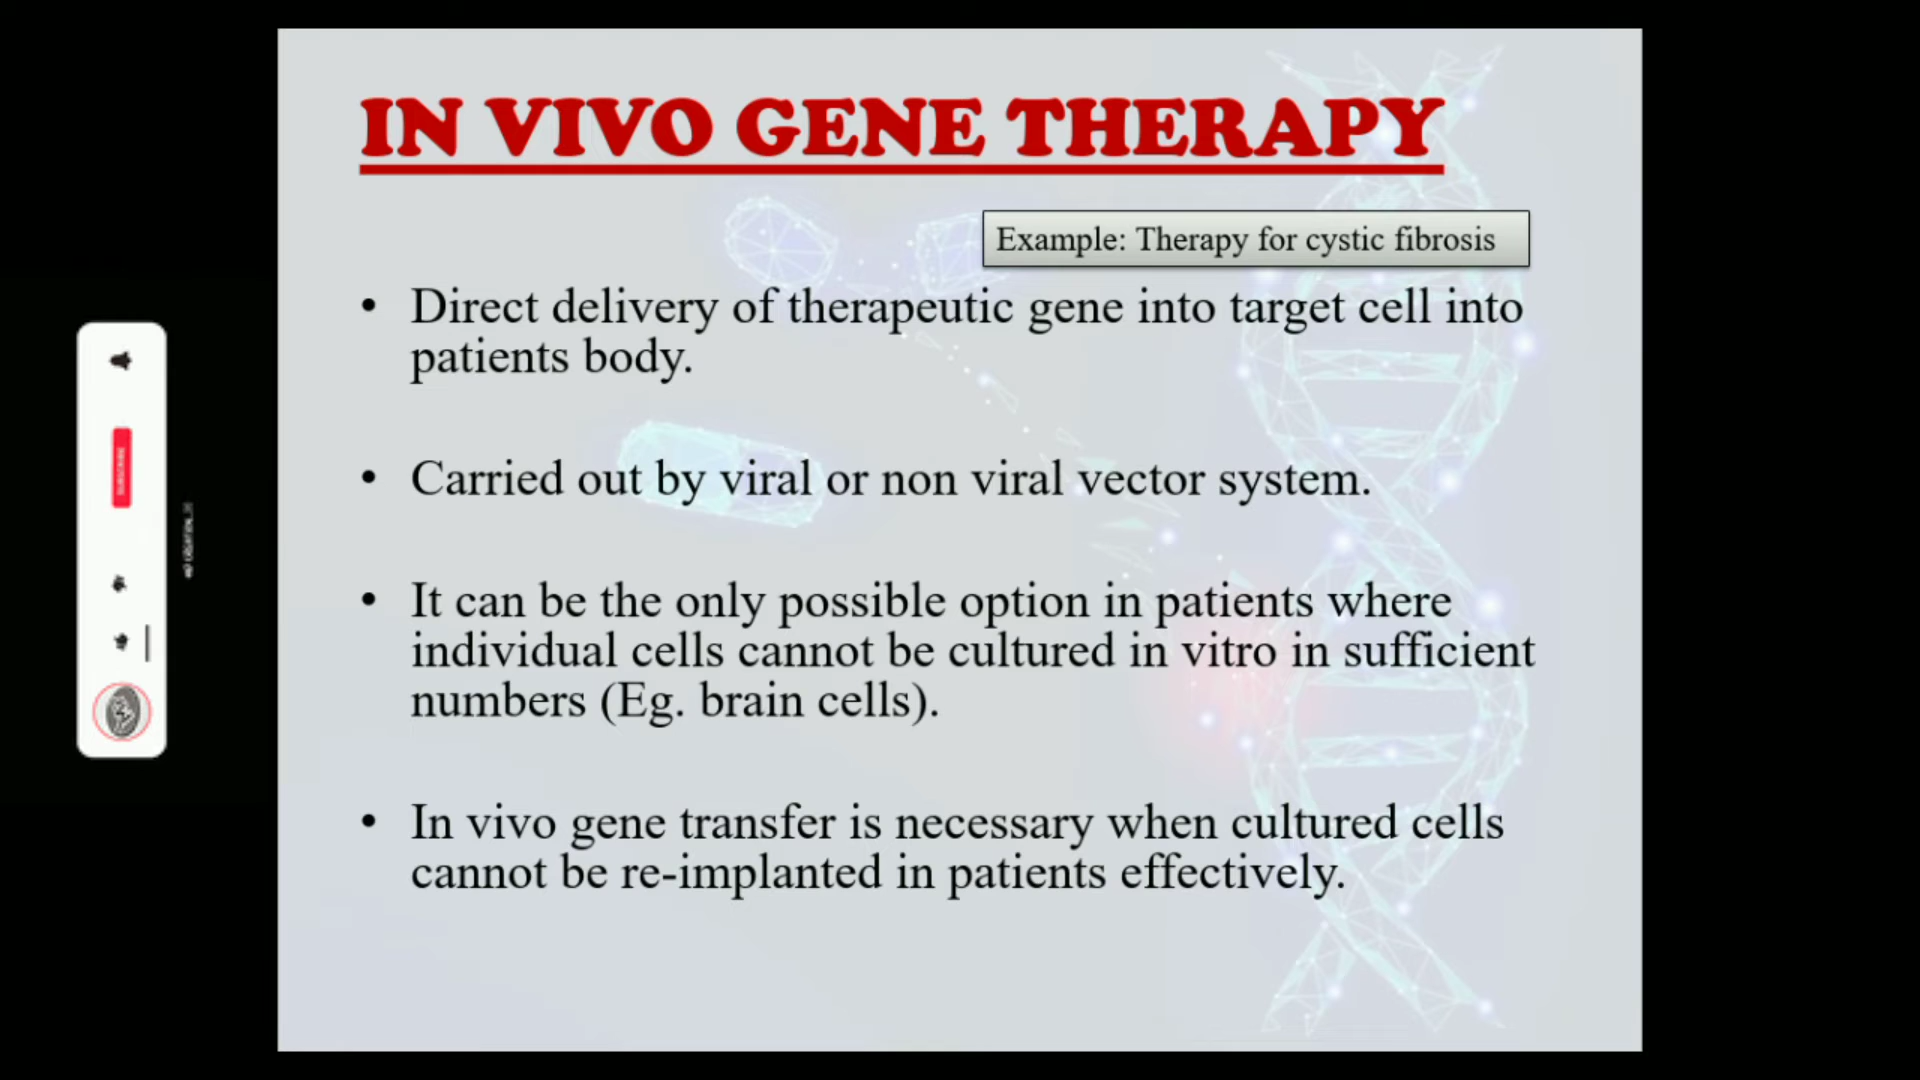 IN VIVO GENE THERAPY
Example: Therapy for cystic fibrosis
• Direct delivery of therapeutic gene into target cell into
patients body.
• Carried out by viral or non viral vector system.
• It can be the only possible option in patients where
individual cells cannot be cultured in vitro in sufficient
numbers (Eg. brain cells).
• In vivo gene transfer is necessary when cultured cells
cannot be re-implanted in patients effectively.